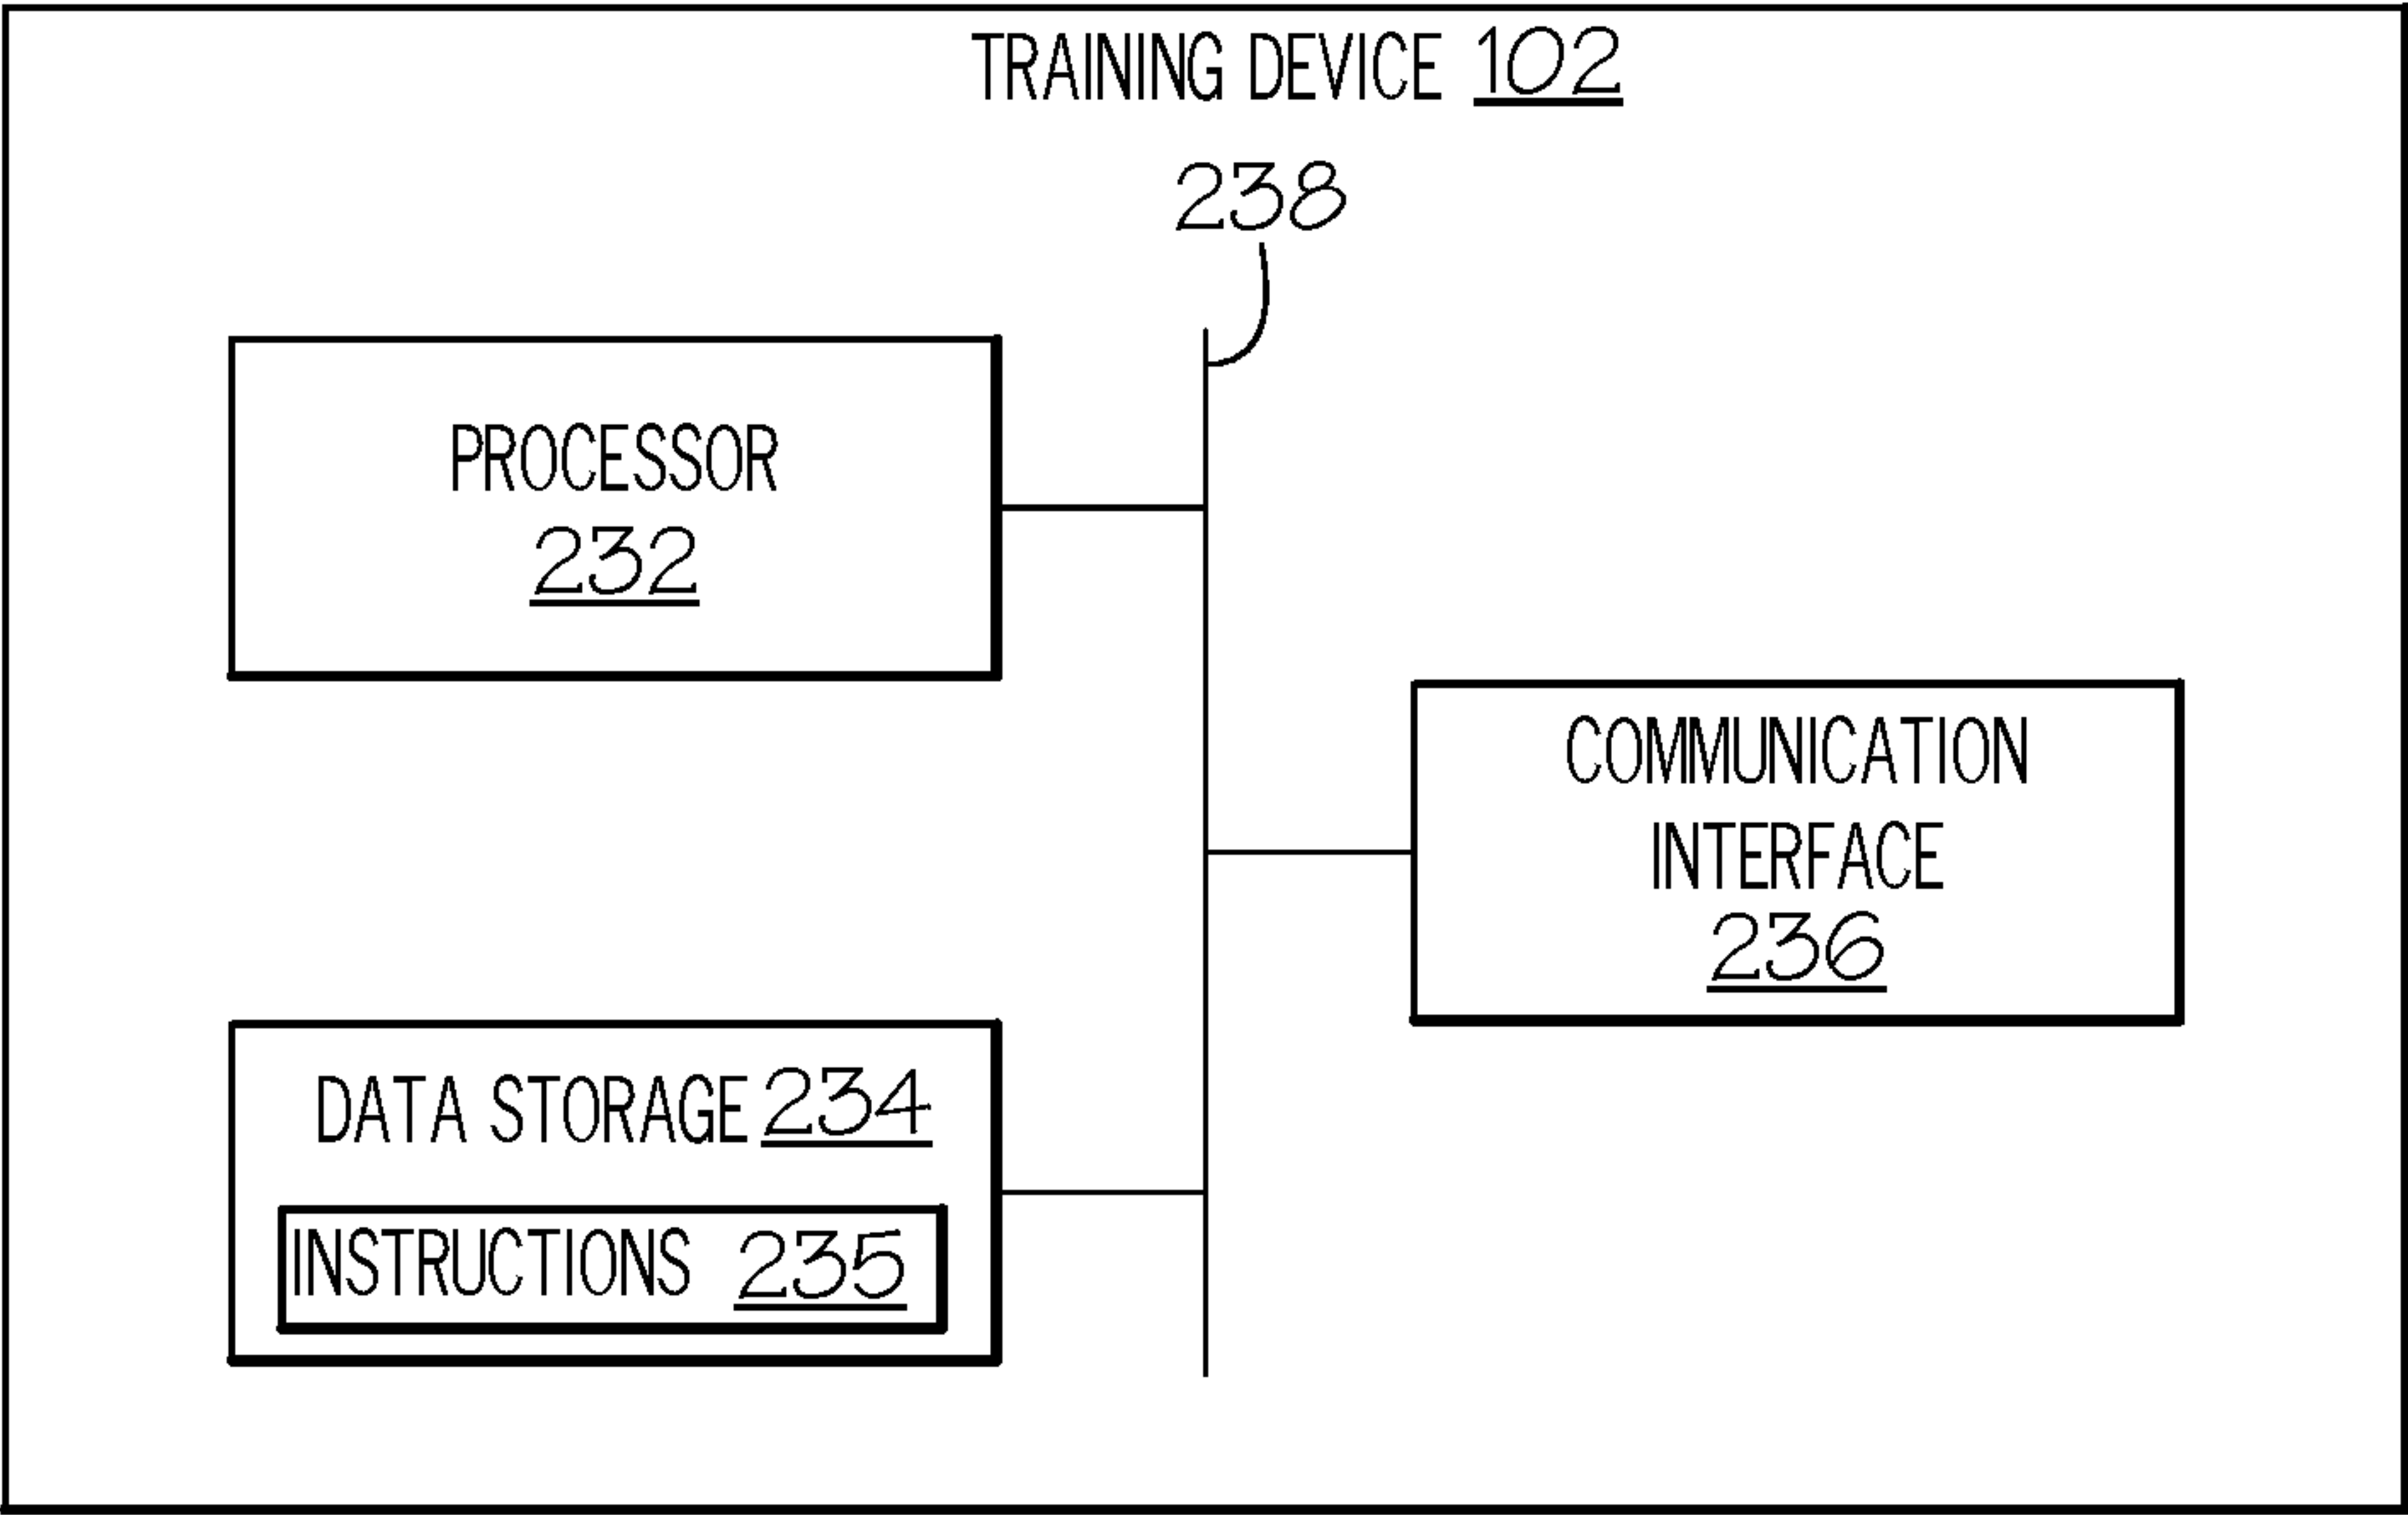 TRAINING DEVICE 102
238
PROCESSOR
232
COMMUNICATION
INTERFACE
236
DATA STORAGE 234
INSTRUCTIONS 235